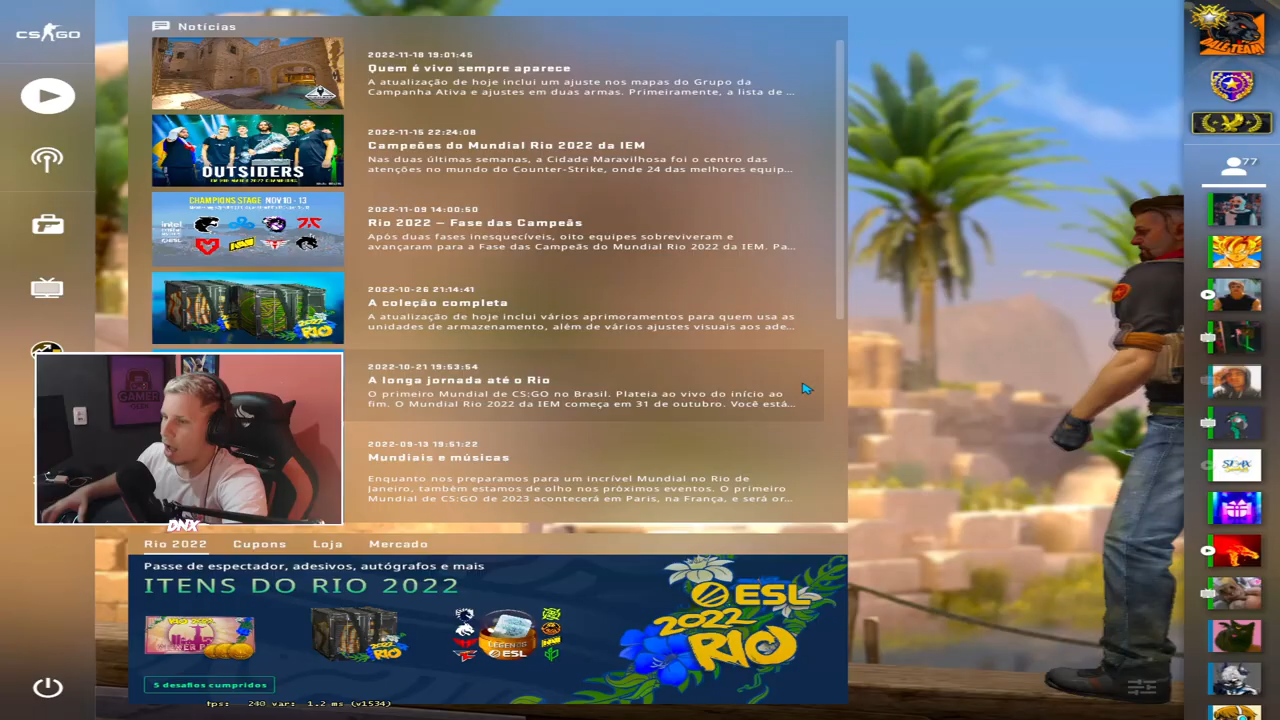 CS GO
Notícias
2022-11-18 19:01:45
Quem é vivo sempre aparece
A atualização de hoje inclui um ajuste nos mapas do Grupo da
Campanha Ativa e ajustes em duas armas. Primeiramente, a lista de ...
OUTSIDERS
2022-11-15 22:24:08
Campeões do Mundial Rio 2022 da IEM
Nas duas últimas semanas, a Cidade Maravilhosa foi o centro das
atenções no mundo do Counter-Strike, onde 24 das melhores equip...
CHAMPIONS STAGE NOV 10 - 13
intel
2022-11-09 14:00:50
Rio 2022 – Fase das Campeãs
Após duas fases inesquecíveis, oito equipes sobreviveram e
avançaram para a Fase das Campeãs do Mundial Rio 2022 da IEM. Pa...
2022
RIO
2022-10-26 21:14:41
A coleção completa
A atualização de hoje inclui vários aprimoramentos para quem usa as
unidades de armazenamento, além de vários ajustes visuais aos ade...
2022-10-21 19:53:54
A longa jornada até o Rio
O primeiro Mundial de CS:GO no Brasil. Plateia ao vivo do início ao
fim. O Mundial Rio 2022 da IEM começa em 31 de outubro. Você está...
2022-09-13 19:51:22
Mundiais e músicas
Enquanto nos preparamos para um incrível Mundial no Rio de
Janeiro, também estamos de olho nos próximos eventos. O primeiro
Mundial de CS:GO de 2023 acontecerá em Paris, na França, e será or...
GAMER
DNX
Rio 2022 Cupons Loja Mercado
Passe de espectador, adesivos, autógrafos e mais
ITENS DO RIO 2022
RIO 2022
2022
RIO
LEGENDS
ESL
ESL
2022
RIO
5 desafios cumpridos
fps: 240 var: 1.2 ms (v1534)
77